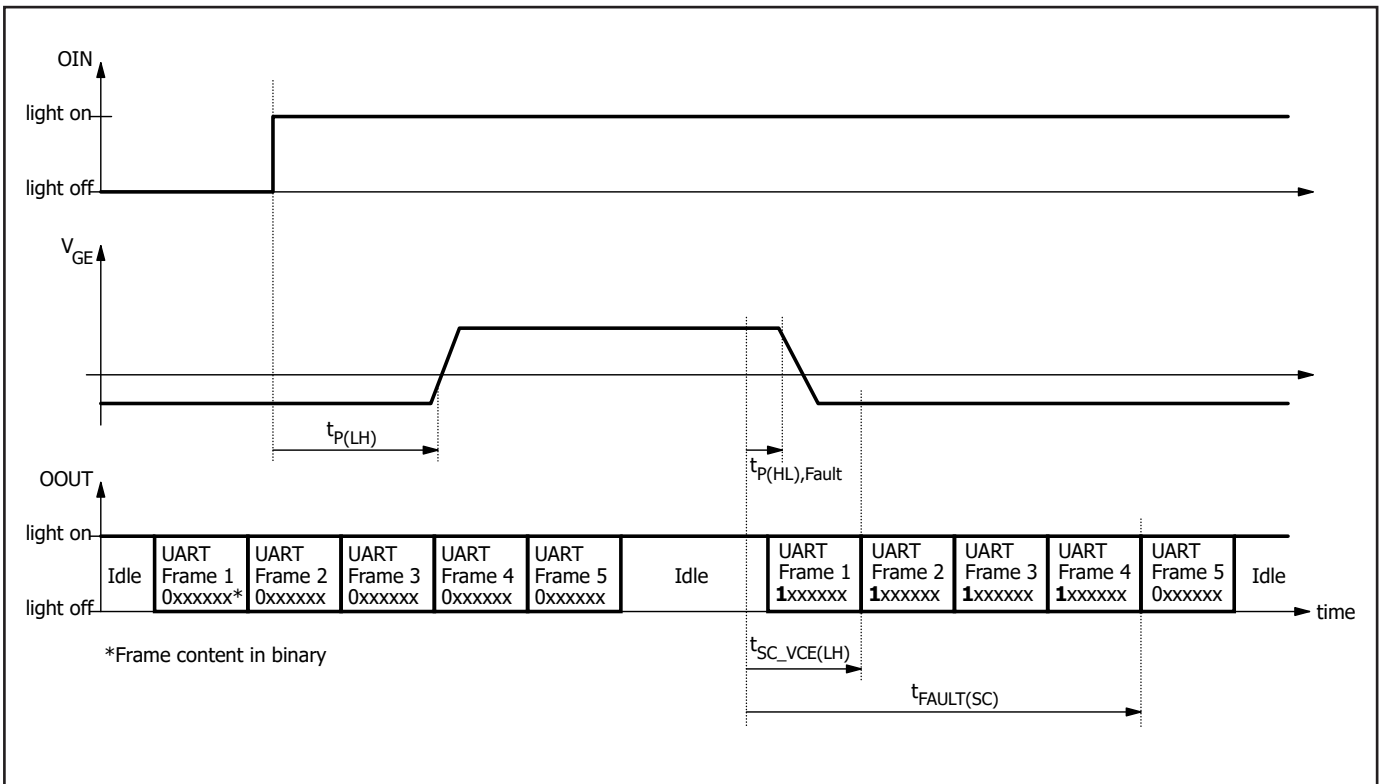 OIN
light on
light off
VGE
tP(LH)
tP(HL),Fault
OOUT
light on
light off
Idle
UART
Frame 1
0xxxxxx*
UART
Frame 2
0xxxxxx
UART
Frame 3
0xxxxxx
UART
Frame 4
0xxxxxx
UART
Frame 5
0xxxxxx
Idle
UART
Frame 1
1xxxxxx
UART
Frame 2
1xxxxxx
UART
Frame 3
1xxxxxx
UART
Frame 4
1xxxxxx
UART
Frame 5
0xxxxxx
Idle
time
*Frame content in binary
tSC_VCE(LH)
tFAULT(SC)